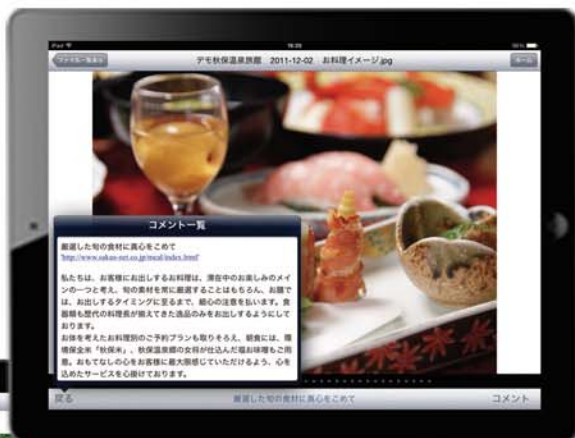 iPad
16:20
デモ秋保温泉旅館 2011-12-02 お料理イメージ.jpg
ホーム
コメント一覧
厳選した旬の食材に真心をこめて
'http://www.sakan-net.co.jp/meal/index.html'
私たちは、お客様にお出しするお料理は、滞在中のお楽しみのメイ
ンの一つと考え、旬の素材を常に厳選することはもちろん、お膳で
は、お出しするタイミングに至るまで、細心の注意を払います。食
器類も歴代の料理長が揃えてきた逸品のみをお出しするようにして
おります。
お体を考えたお料理別のご予約プランも取りそろえ、朝食には、環
境保全米「秋保米」、秋保温泉郷の女将が仕込んだ福お味噌もご用
意。おもてなしの心をお客様に最大限感じていただけるよう、心を
込めたサービスを心掛けております。
戻る
厳選した旬の食材に真心をこめて
コメント